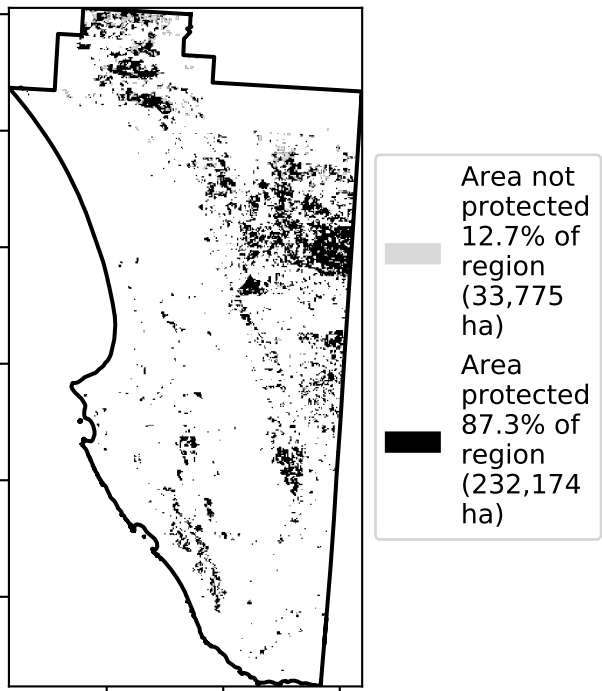 Area not
protected
12.7% of
region
(33,775
ha)
Area
protected
87.3% of
region
(232,174
ha)